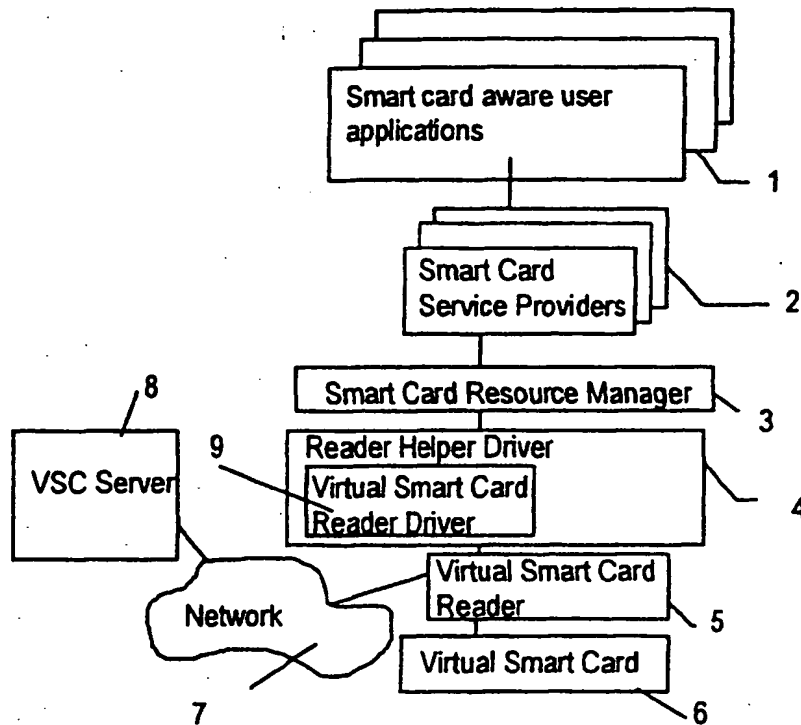 Smart card aware user
applications
1
Smart Card
Service Providers
2
Smart Card Resource Manager
3
8
VSC Server
9
Reader Helper Driver
Virtual Smart Card
Reader Driver
4
Virtual Smart Card
Reader
5
Network
7
Virtual Smart Card
6